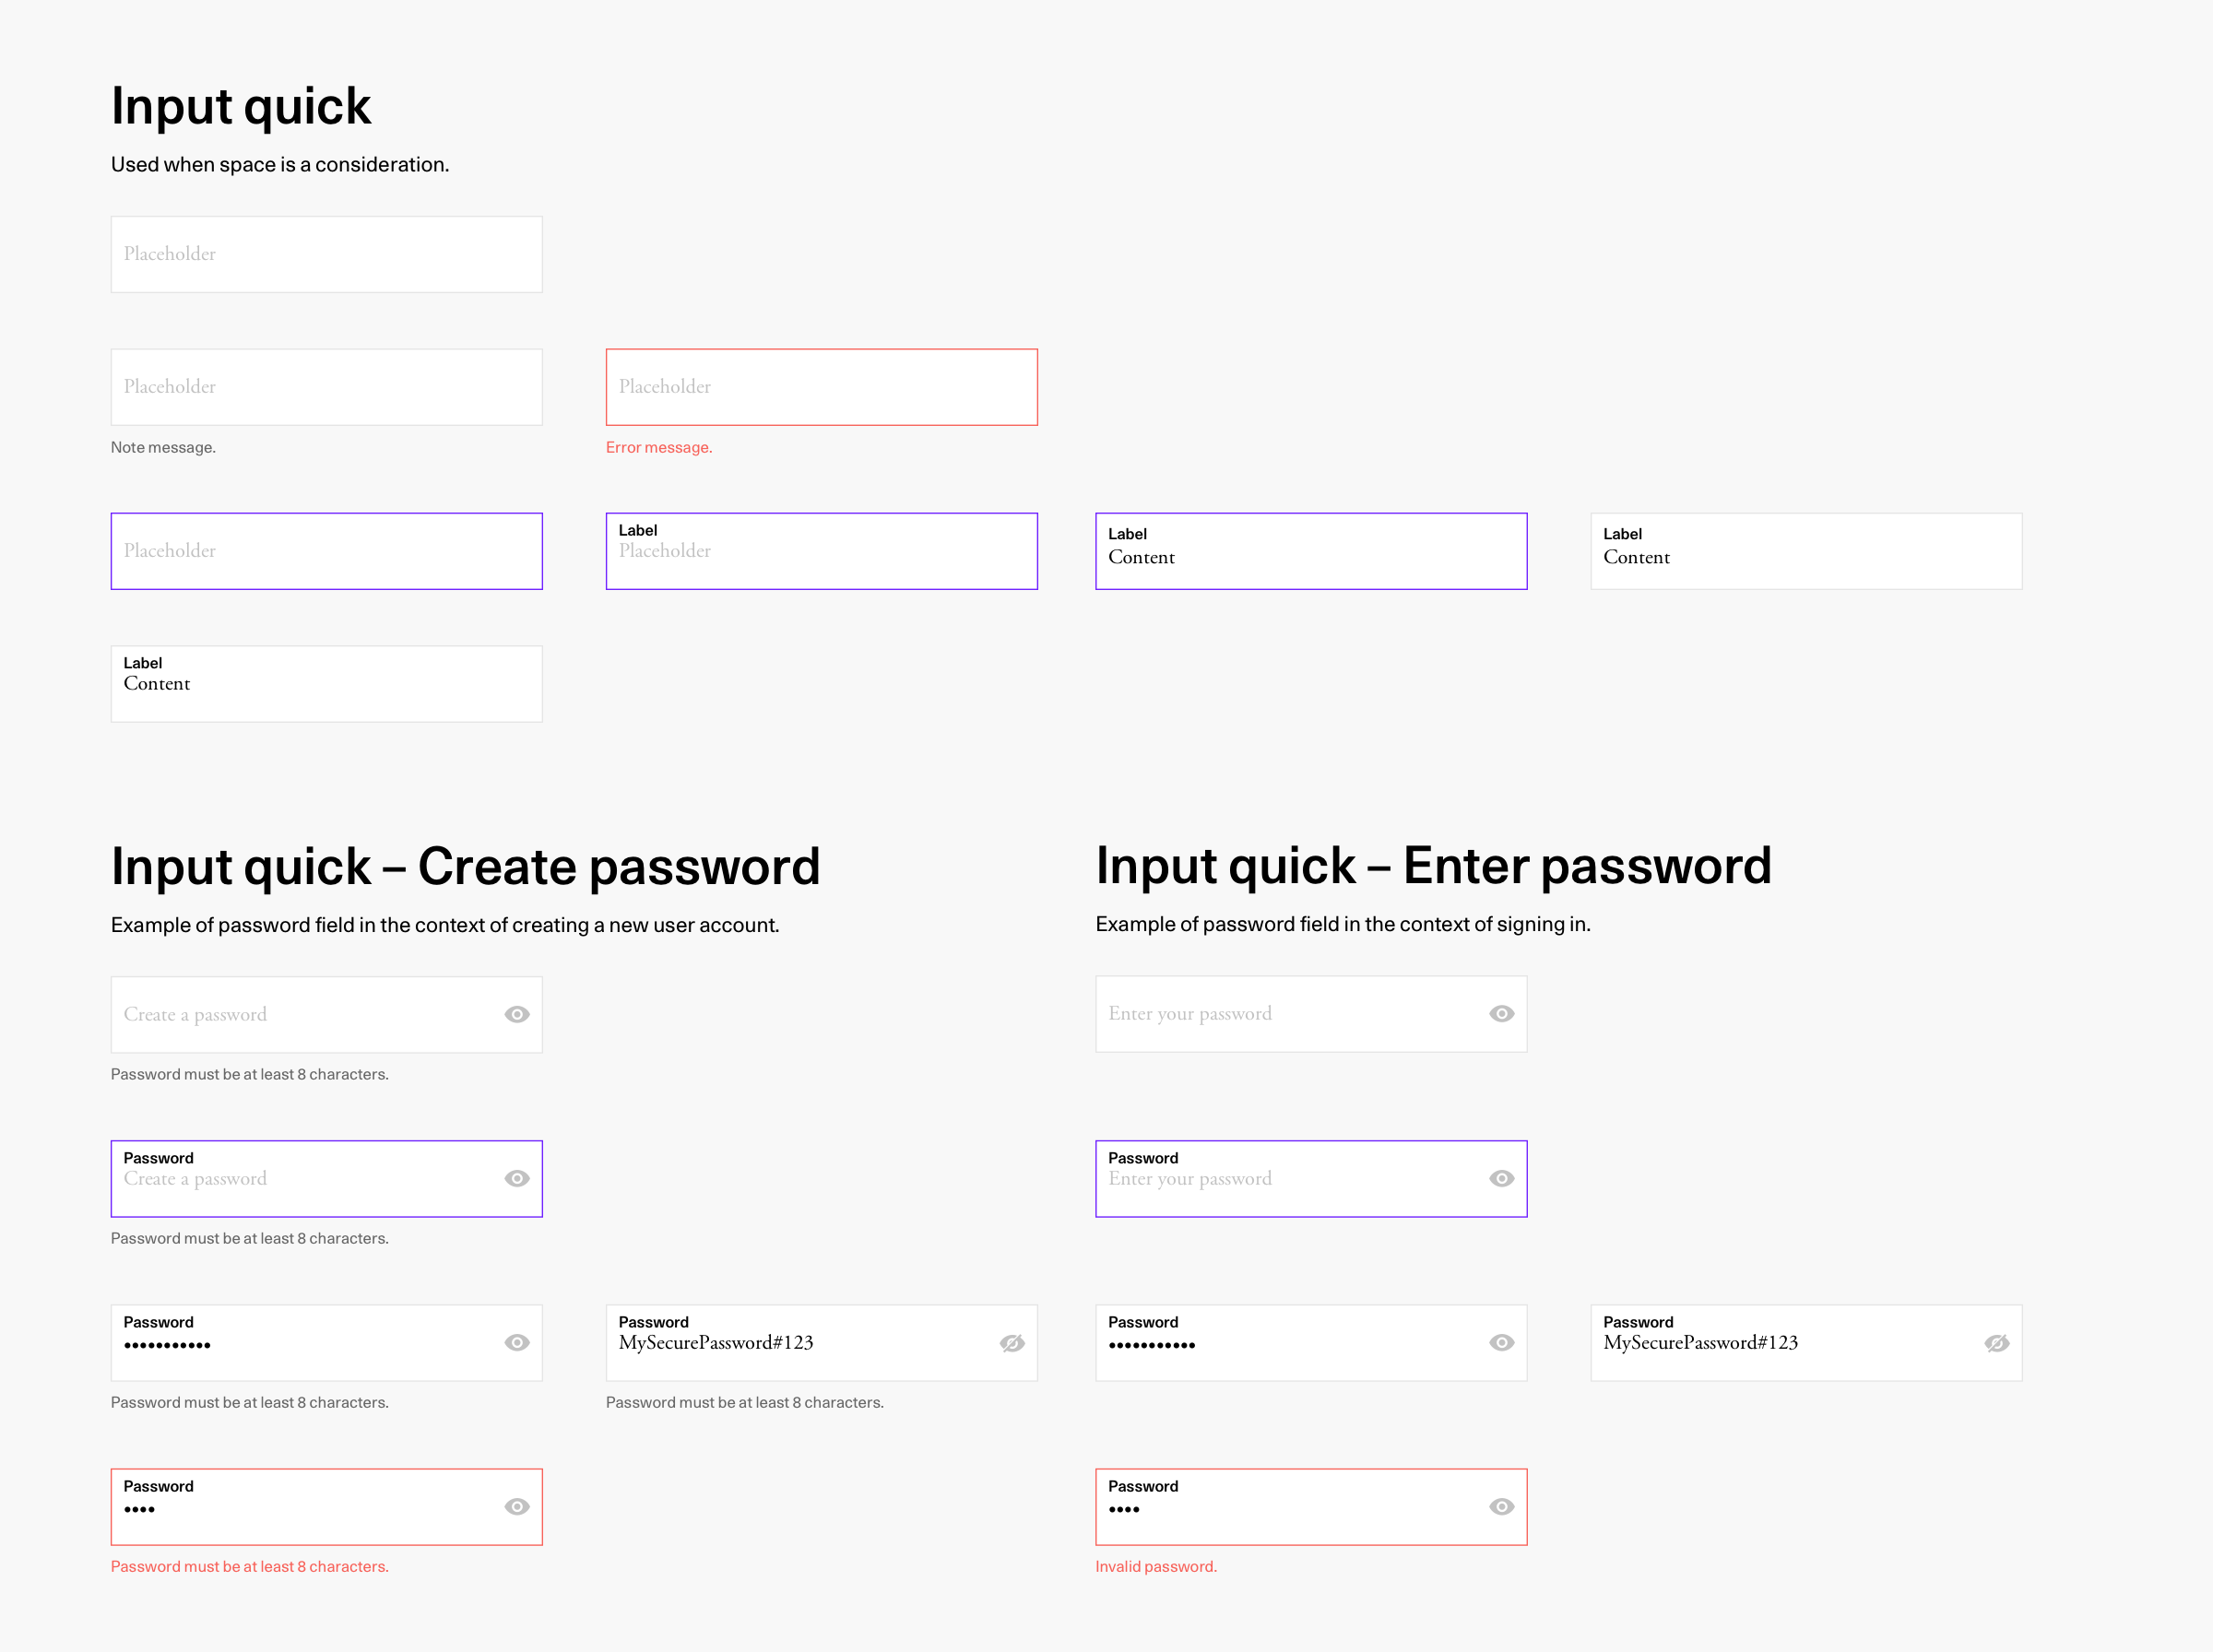 Input quick
Used when space is a consideration.
Placeholder
Placeholder
Placeholder
Note message.
Error message.
Placeholder
Label
Placeholder
Label
Content
Label
Content
Label
Content
Input quick – Create password
Example of password field in the context of creating a new user account.
Create a password
Password must be at least 8 characters.
Password
Create a password
Password must be at least 8 characters.
Password
•••••••••••
Password must be at least 8 characters.
Password
MySecurePassword#123
Password must be at least 8 characters.
Password
••••
Password must be at least 8 characters.
Input quick – Enter password
Example of password field in the context of signing in.
Enter your password
Password
Enter your password
Password
•••••••••••
Password
MySecurePassword#123
Password
••••
Invalid password.